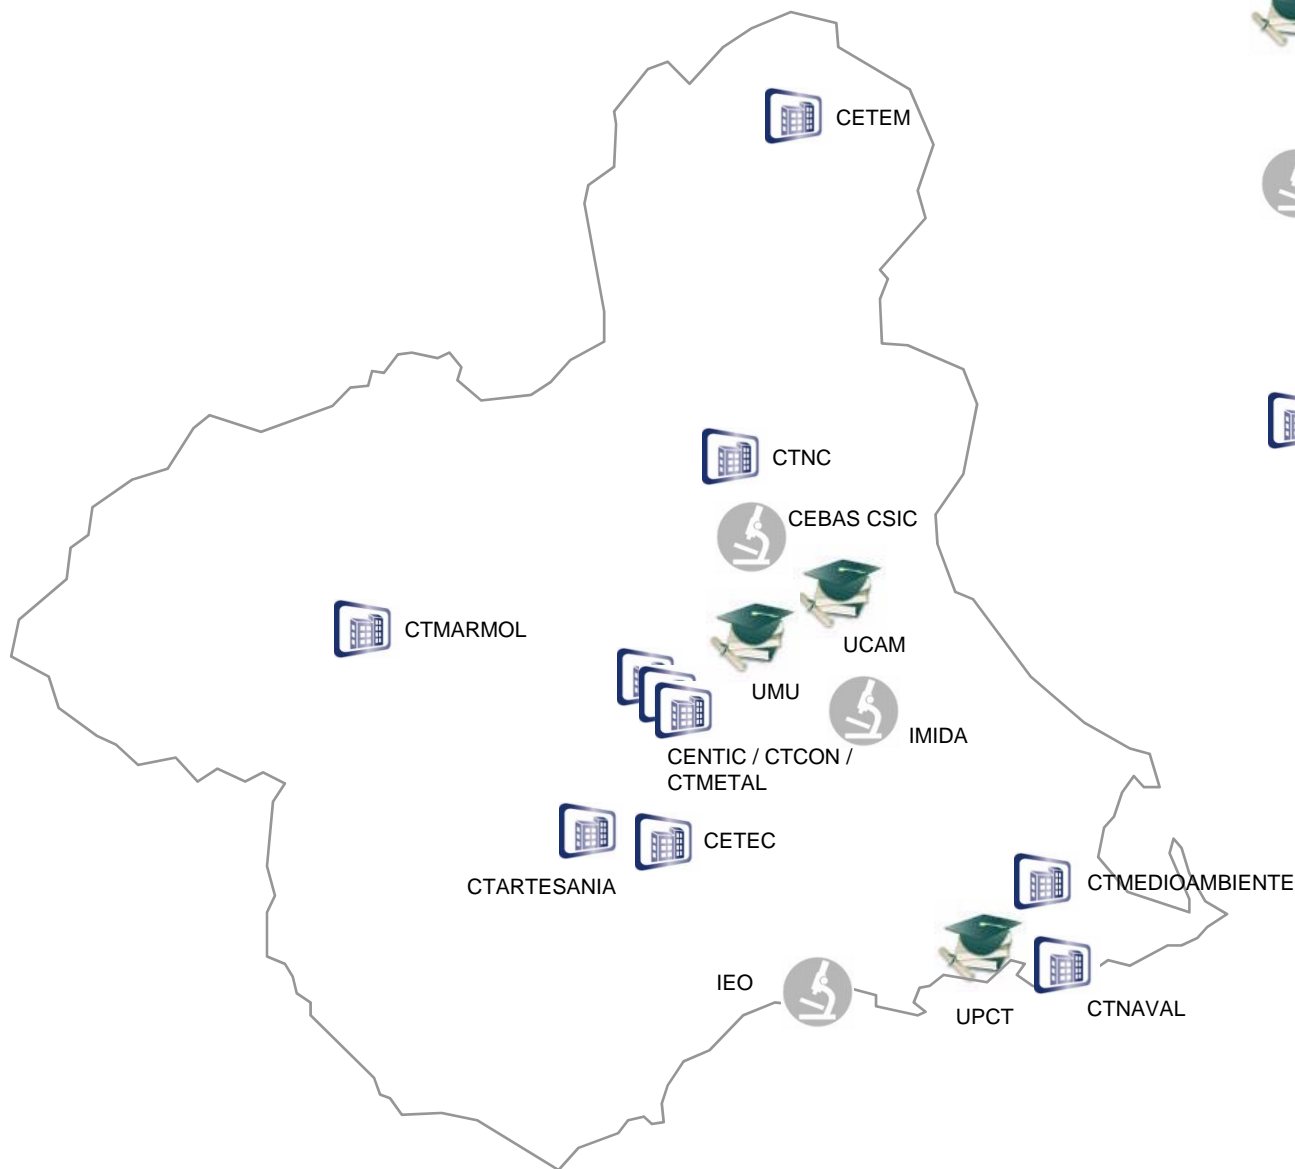 CETEM
CTNC
CEBAS CSIC
CTMARMOL
UCAM
UMU
IMIDA
CENTIC / CTCON /
CTMETAL
CETEC
CTARTESANIA
CTMEDIOAMBIENTE
IEO
UPCT
CTNAVAL